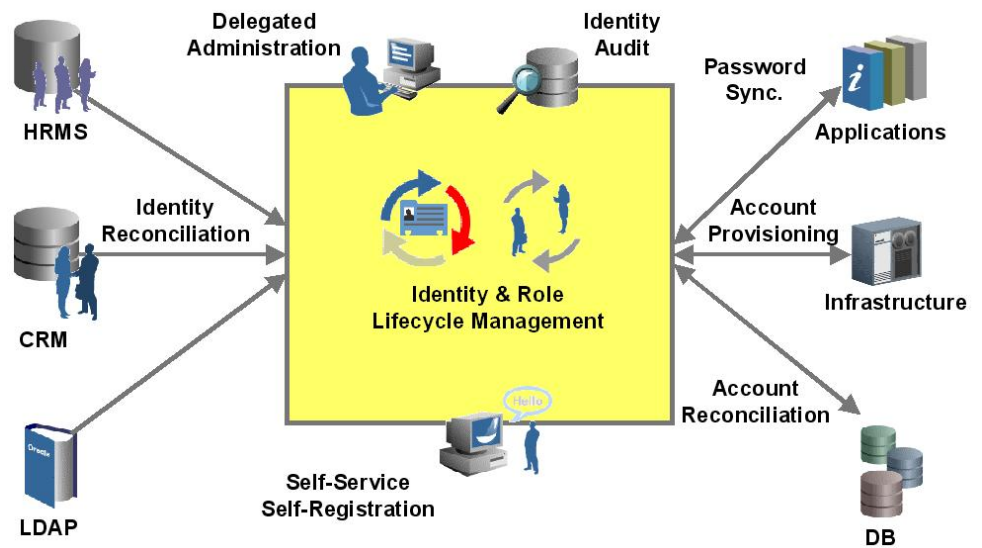 Delegated
Administration
Identity
Audit
HRMS
Password
Sync.
Applications
Identity
Reconciliation
CRM
Identity & Role
Lifecycle Management
Account
Provisioning
Infrastructure
Hello
Account
Reconciliation
Oracle
LDAP
Self-Service
Self-Registration
DB
i